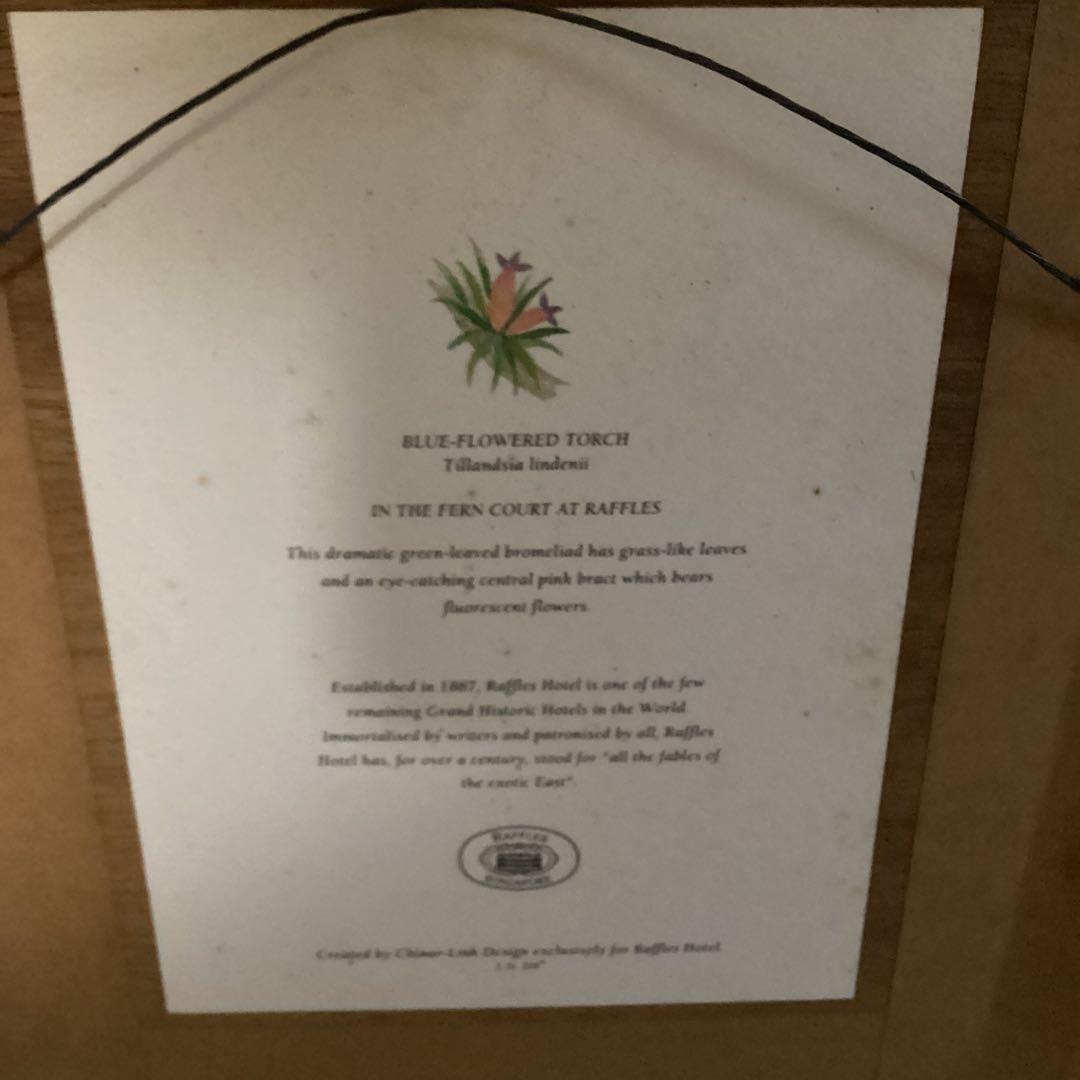 BLUE-FLOWERED TORCH
Tillandsia lindenii
IN THE FERN COURT AT RAFFLES
This dramatic green-leaved bromeliad has grass-like leaves
and an eye-catching central pink bract which bears
fluorescent flowers.
Established in 1887, Raffles Hotel is one of the few
remaining Grand Historic Hotels in the World.
Immortalised by writers and patronised by all, Raffles
Hotel has, for over a century, stood for "all the fables of
the exotic East".
RAFFLES
SINGAPORE
Created by Design exclusively for Raffles Hotel